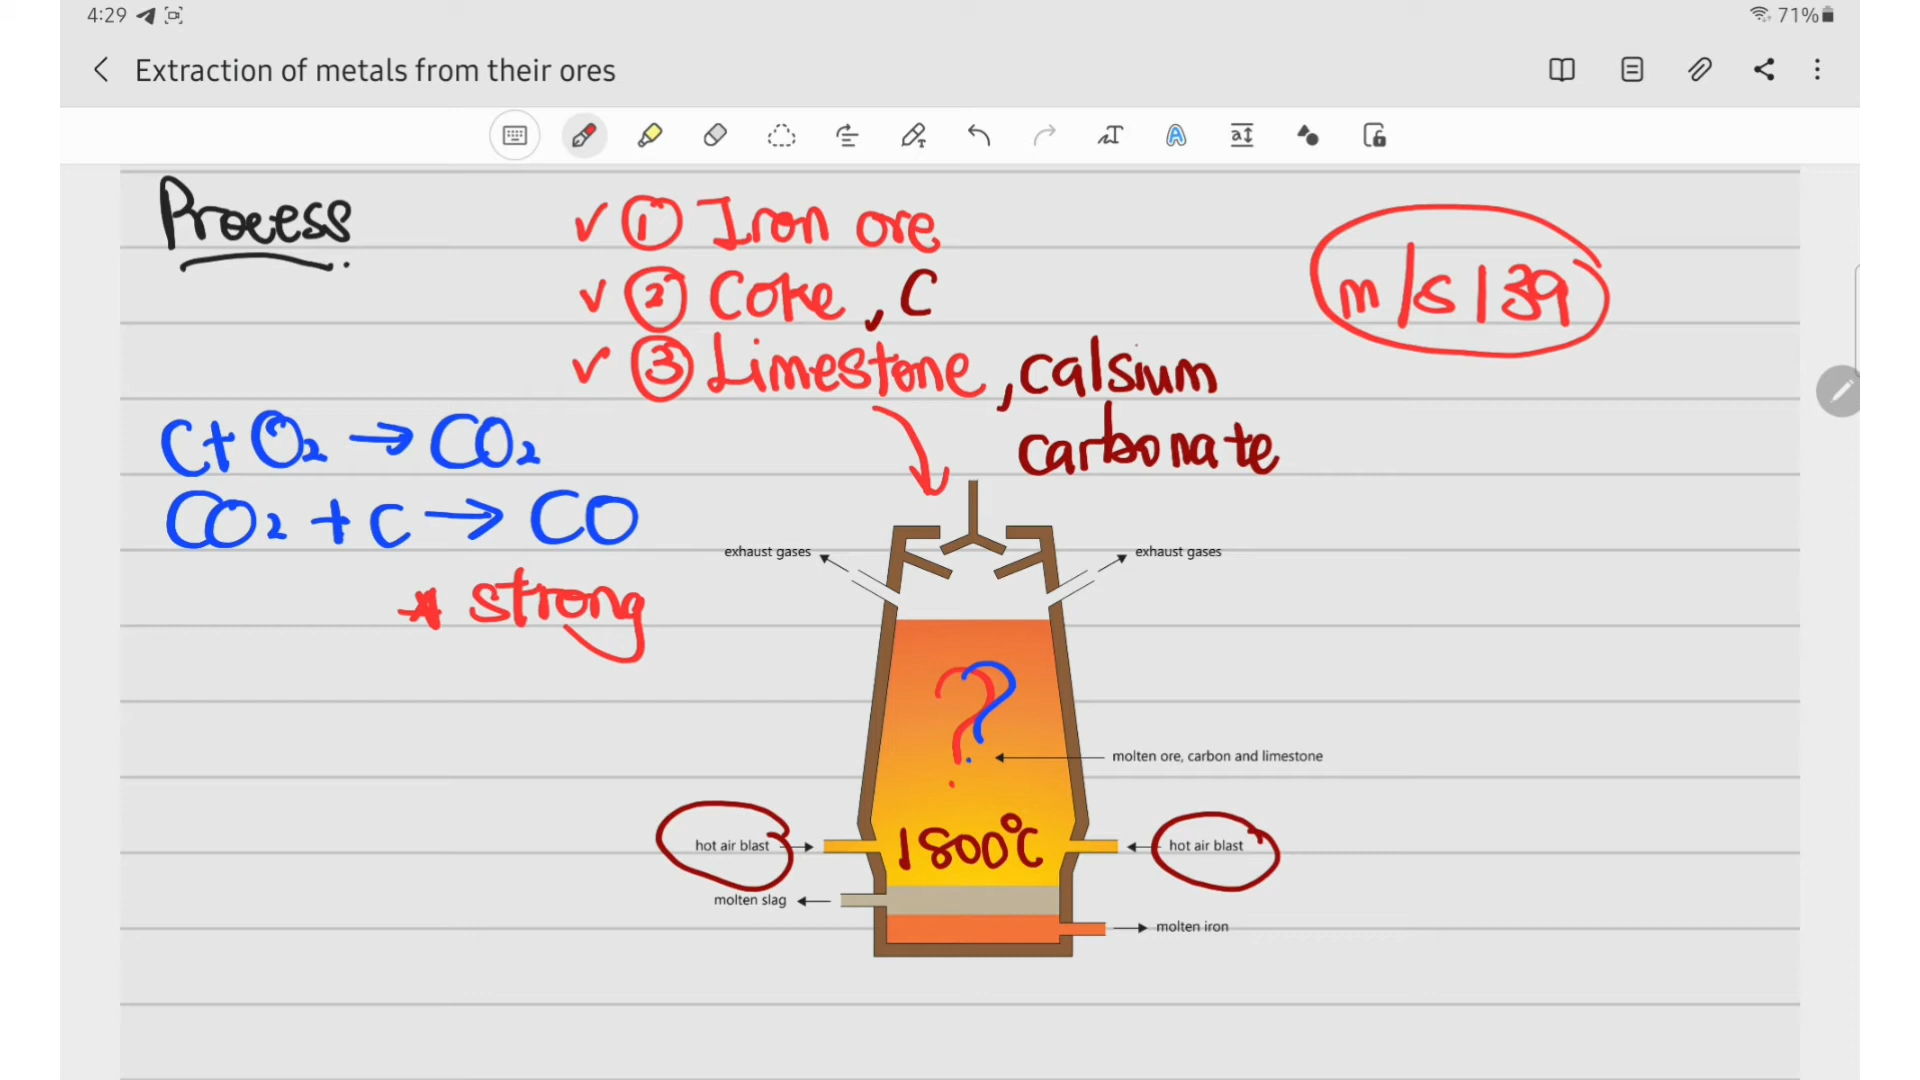 4:29
71%
Extraction of metals from their ores
Process
✓ ① Iron ore
✓ ② Coke, C
✓ ③ Limestone, calsium
carbonate
m/s 139
C + O₂ → CO₂
CO₂ + C → CO
* strong
exhaust gases
exhaust gases
? ?
molten ore, carbon and limestone
1800°C
hot air blast
hot air blast
molten slag
molten iron